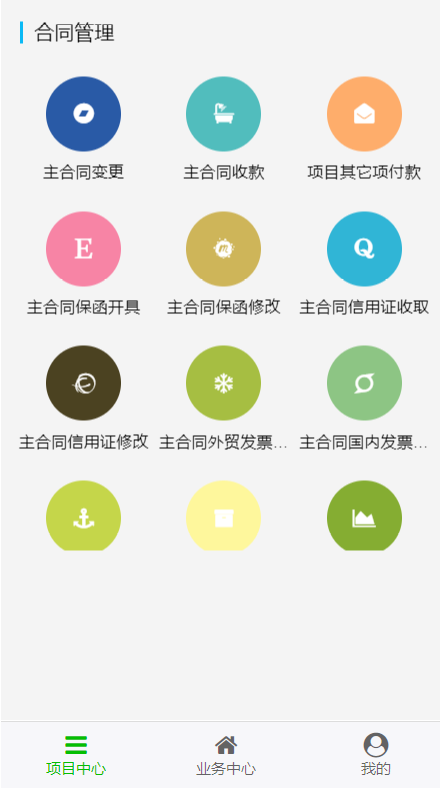 合同管理
主合同变更
主合同收款
项目其它项付款
主合同保函开具
主合同保函修改
主合同信用证收取
主合同信用证修改
主合同外贸发票...
主合同国内发票...
项目中心
业务中心
我的